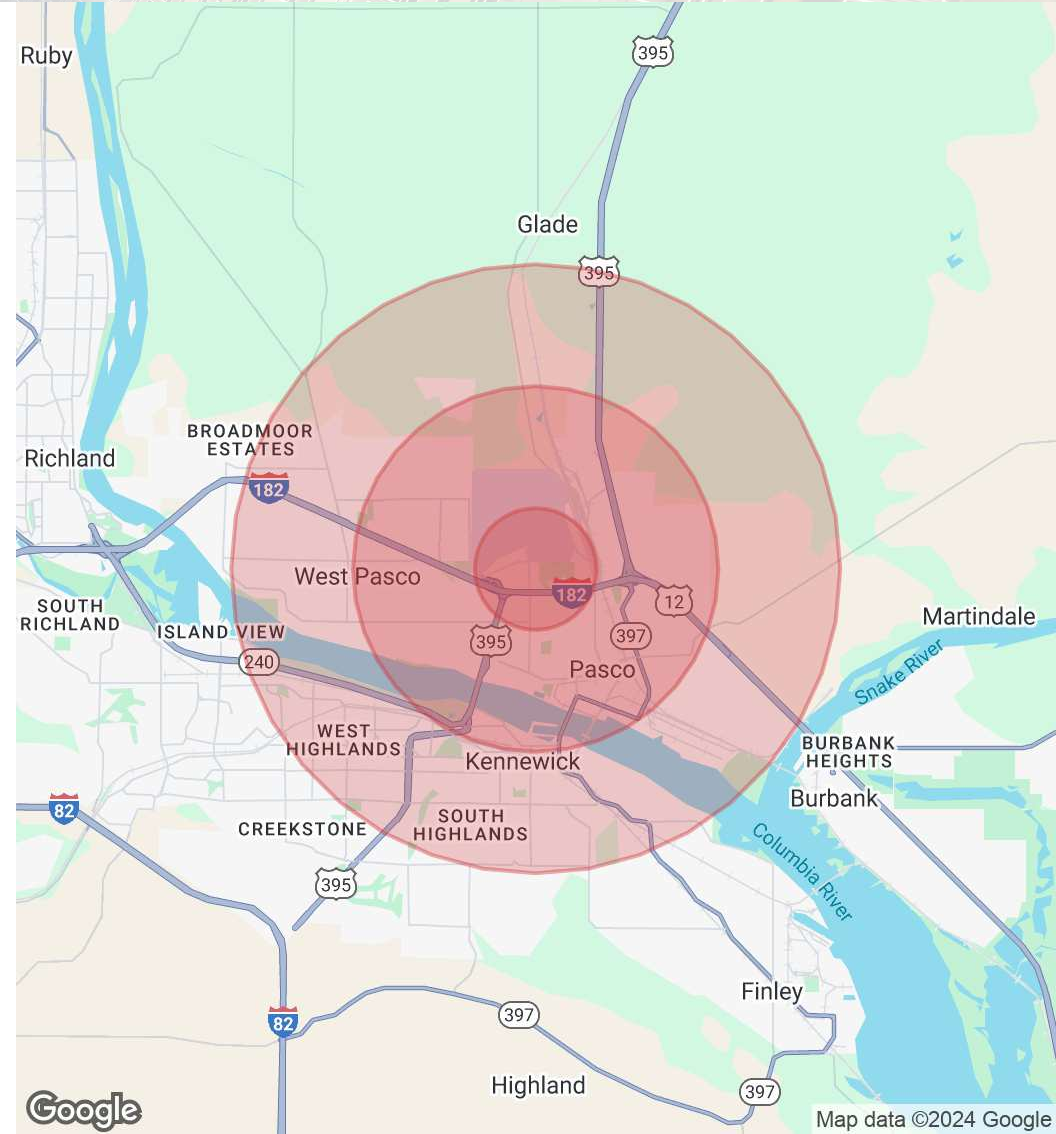 Ruby
395
Glade
395
BROADMOOR
ESTATES
Richland
182
West Pasco
182
12
SOUTH
RICHLAND
ISLAND VIEW
395
397
Martindale
240
Pasco
Snake River
WEST
HIGHLANDS
BURBANK
HEIGHTS
Kennewick
82
Burbank
CREEKSTONE
SOUTH
HIGHLANDS
Columbia River
395
Finley
82
397
Highland
397
Google
Map data ©2024 Google